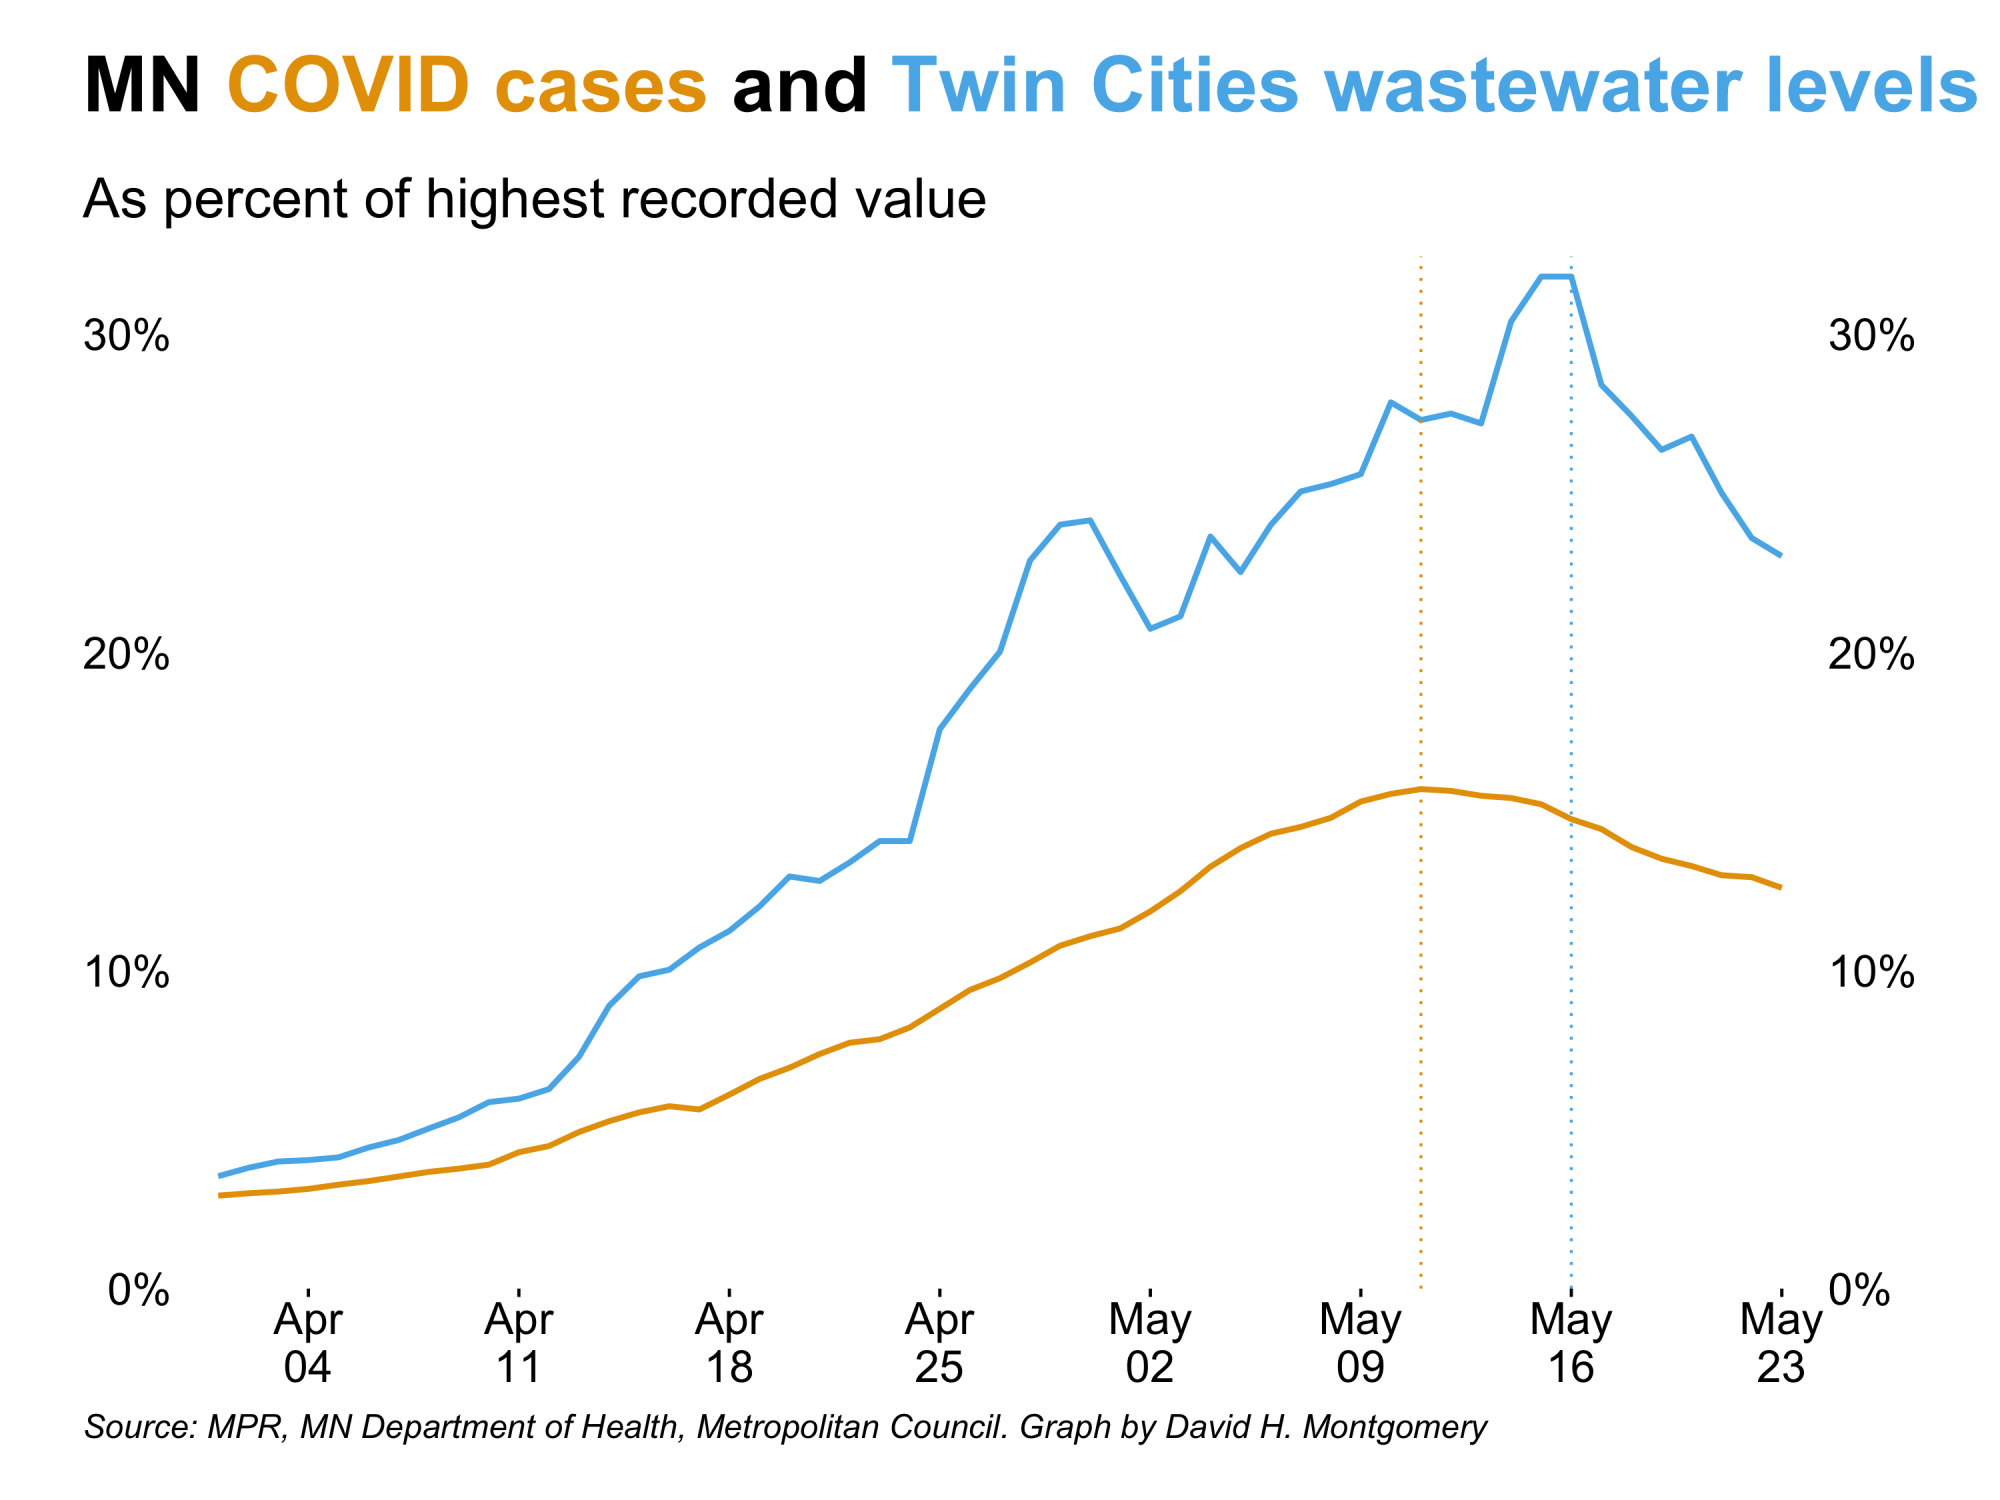 MN COVID cases and Twin Cities wastewater levels
As percent of highest recorded value
30%
30%
20%
20%
10%
10%
0%
0%
Apr 04
Apr 11
Apr 18
Apr 25
May 02
May 09
May 16
May 23
Source: MPR, MN Department of Health, Metropolitan Council. Graph by David H. Montgomery